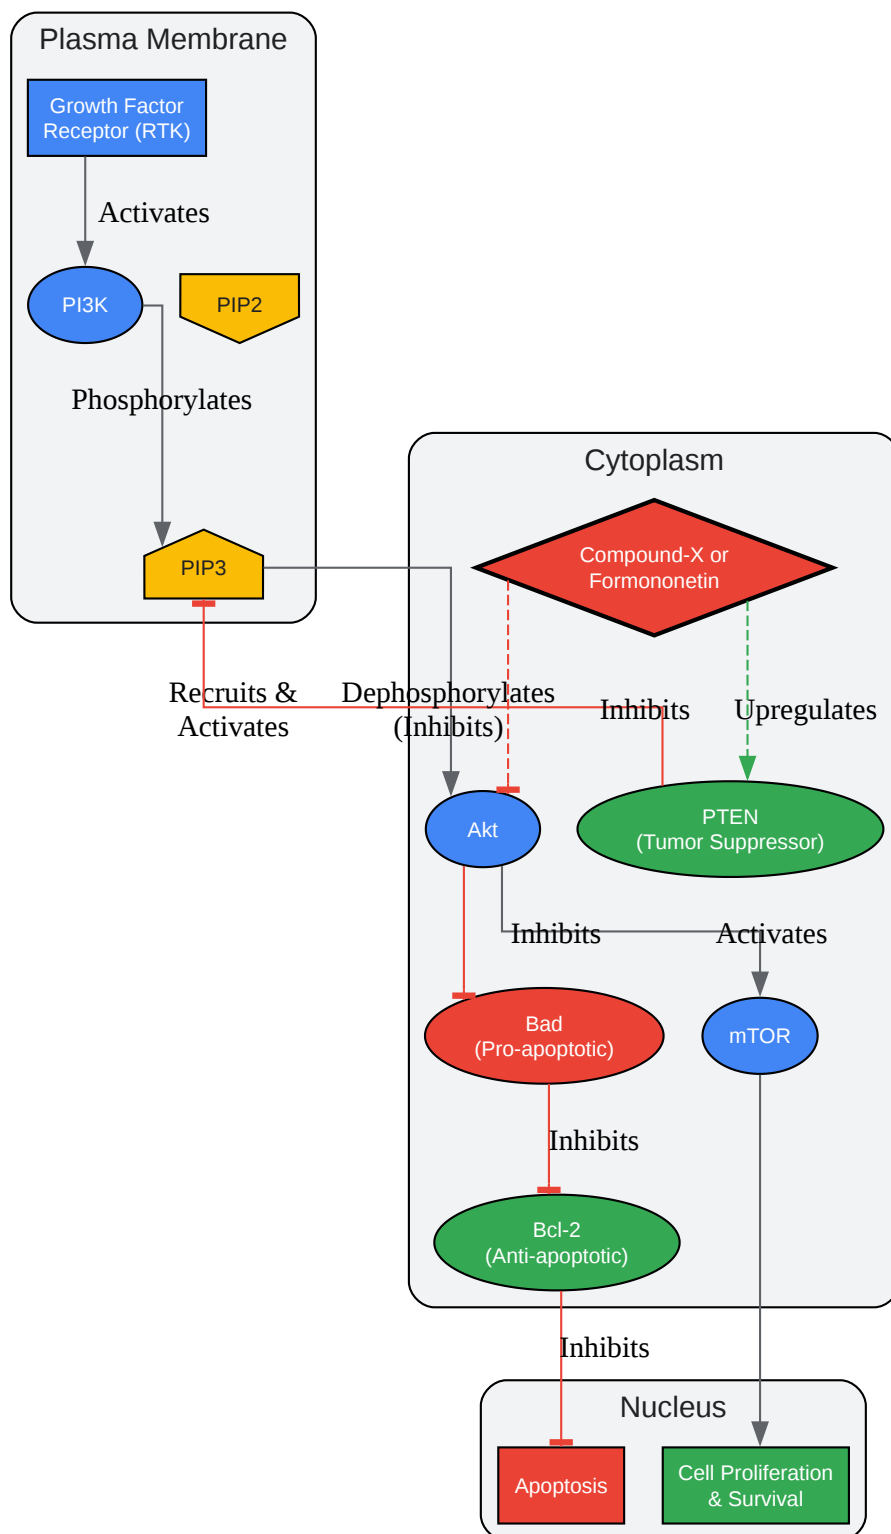 Plasma Membrane
Growth Factor
Receptor (RTK)
Activates
PI3K
PIP2
Phosphorylates
PIP3
Cytoplasm
Compound-X or
Formononetin
Recruits &
Activates
Dephosphorylates
(Inhibits)
Inhibits
Upregulates
Akt
PTEN
(Tumor Suppressor)
Inhibits
Activates
Bad
(Pro-apoptotic)
mTOR
Inhibits
Bcl-2
(Anti-apoptotic)
Inhibits
Nucleus
Apoptosis
Cell Proliferation
& Survival